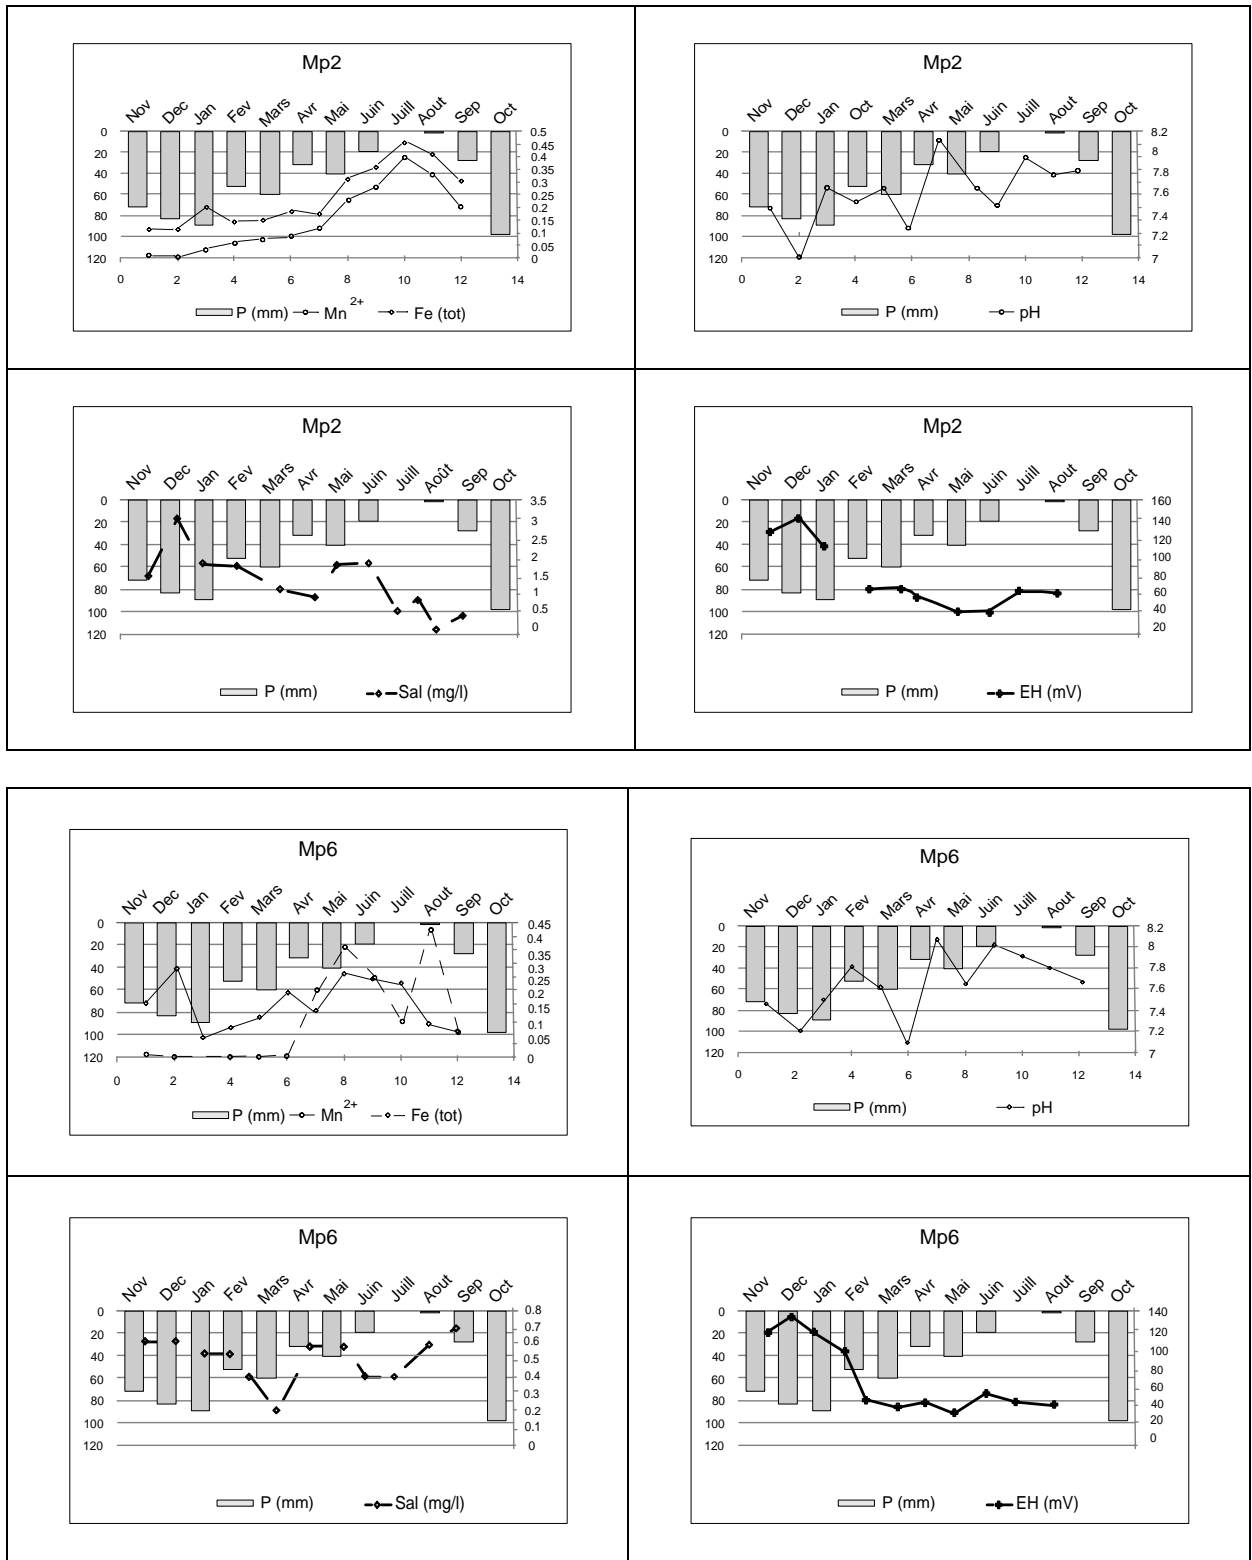 Mp2
Nov Dec Jan Fev Mars Avr Mai Juin Juill Aout Sep Oct
0 0.5
20 0.45
40 0.4
60 0.35
80 0.3
100 0.25
120 0.2
0.15
0.1
0.05
0
0 2 4 6 8 10 12 14
P (mm) Mn 2+ Fe (tot)
Mp2
Nov Dec Jan Oct Mars Avr Mai Juin Juill Aout Sep Oct
0 8.2
20 8
40 7.8
60 7.6
80 7.4
100 7.2
120 7
0 2 4 6 8 10 12 14
P (mm) pH
Mp2
Nov Dec Jan Fev Mars Avr Mai Juin Juill Août Sep Oct
0 3.5
20 3
40 2.5
60 2
80 1.5
100 1
120 0.5
0
P (mm) Sal (mg/l)
Mp2
Nov Dec Jan Fev Mars Avr Mai Juin Juill Aout Sep Oct
0 160
20 140
40 120
60 100
80 80
100 60
120 40
20
P (mm) EH (mV)
Mp6
Nov Dec Jan Fev Mars Avr Mai Juin Juill Aout Sep Oct
0 0.45
20 0.4
40 0.35
60 0.3
80 0.25
100 0.2
120 0.15
0.1
0.05
0
0 2 4 6 8 10 12 14
P (mm) Mn 2+ Fe (tot)
Mp6
Nov Dec Jan Fev Mars Avr Mai Juin Juill Aout Sep Oct
0 8.2
20 8
40 7.8
60 7.6
80 7.4
100 7.2
120 7
0 2 4 6 8 10 12 14
P (mm) pH
Mp6
Nov Dec Jan Fev Mars Avr Mai Juin Juill Aout Sep Oct
0 0.8
20 0.7
40 0.6
60 0.5
80 0.4
100 0.3
120 0.2
0.1
0
P (mm) Sal (mg/l)
Mp6
Nov Dec Jan Fev Mars Avr Mai Juin Juill Aout Sep Oct
0 140
20 120
40 100
60 80
80 60
100 40
120 20
0
P (mm) EH (mV)